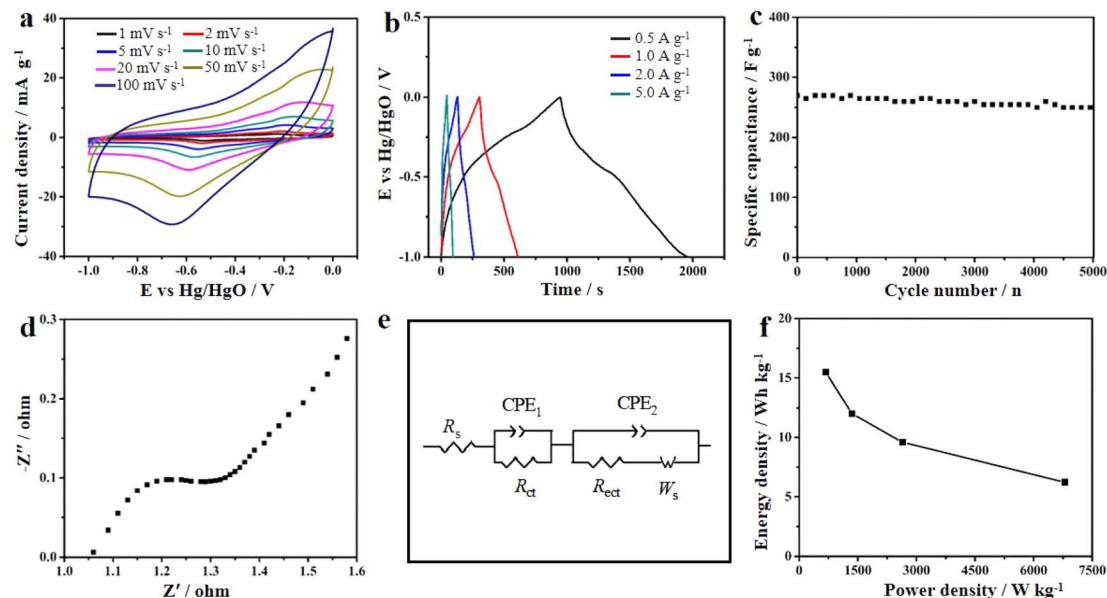 a
Current density / mA g⁻¹
40
20
0
-20
-40
1 mV s⁻¹ 2 mV s⁻¹
5 mV s⁻¹ 10 mV s⁻¹
20 mV s⁻¹ 50 mV s⁻¹
100 mV s⁻¹
-1.0 -0.8 -0.6 -0.4 -0.2 0.0
E vs Hg/HgO / V
b
E vs Hg/HgO / V
0.5
0.0
-0.5
-1.0
0.5 A g⁻¹
1.0 A g⁻¹
2.0 A g⁻¹
5.0 A g⁻¹
0 500 1000 1500 2000
Time / s
c
Specific capacitance / F g⁻¹
400
300
200
100
0
0 1000 2000 3000 4000 5000
Cycle number / n
d
-Z″ / ohm
0.3
0.2
0.1
0.0
1.0 1.1 1.2 1.3 1.4 1.5 1.6
Z′ / ohm
e
Rs
CPE1
Rct
CPE2
Rect
Ws
f
Energy density / Wh kg⁻¹
20
15
10
5
0
0 1500 3000 4500 6000 7500
Power density / W kg⁻¹